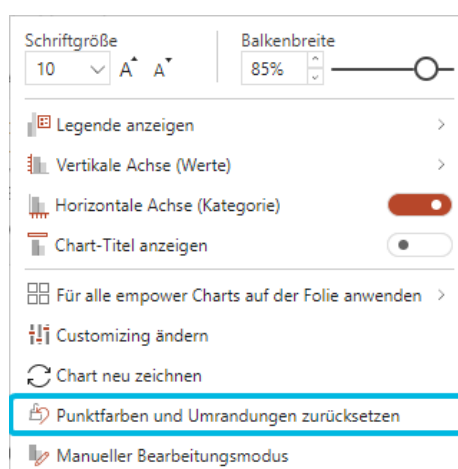 Schriftgröße Balkenbreite
10 A A 85%
Legende anzeigen
Vertikale Achse (Werte)
Horizontale Achse (Kategorie)
Chart-Titel anzeigen
Für alle empower Charts auf der Folie anwenden
Customizing ändern
Chart neu zeichnen
Punktfarben und Umrandungen zurücksetzen
Manueller Bearbeitungsmodus